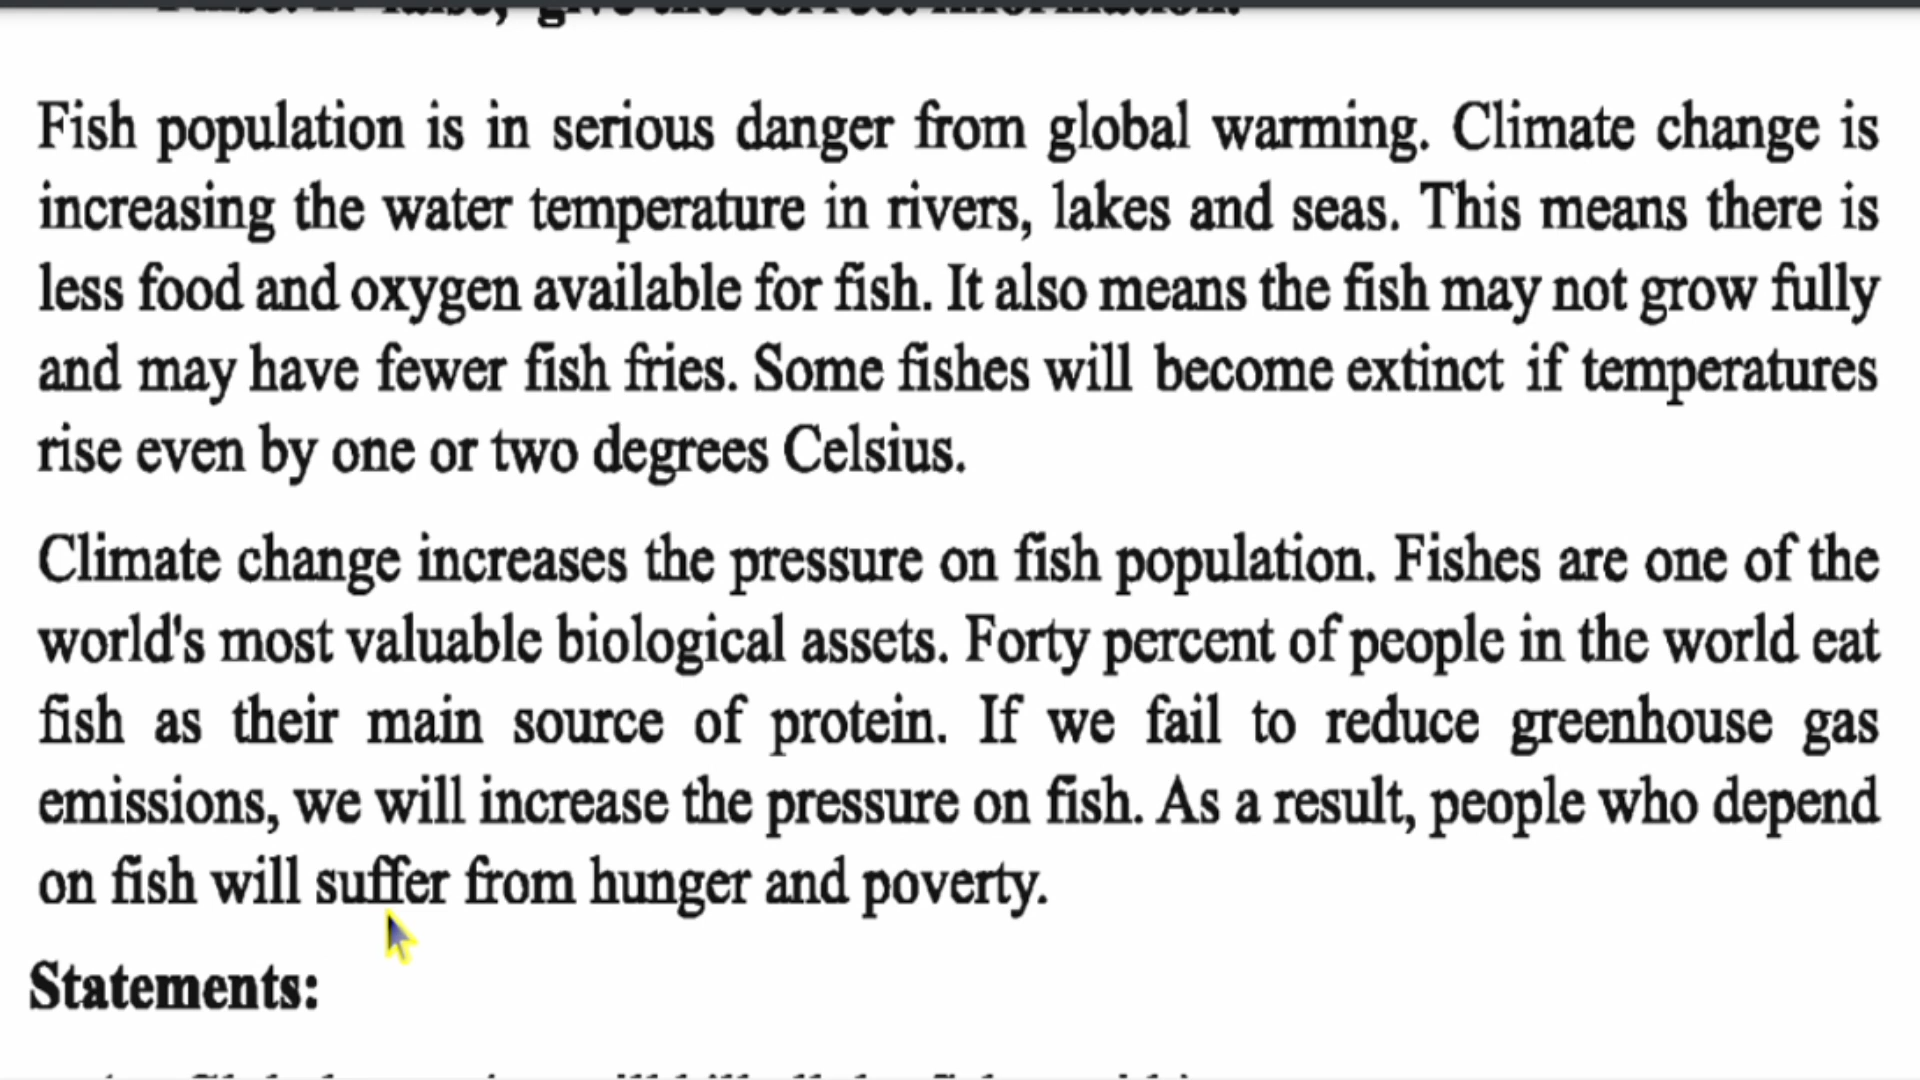 give the correct information.
Fish population is in serious danger from global warming. Climate change is
increasing the water temperature in rivers, lakes and seas. This means there is
less food and oxygen available for fish. It also means the fish may not grow fully
and may have fewer fish fries. Some fishes will become extinct if temperatures
rise even by one or two degrees Celsius.
Climate change increases the pressure on fish population. Fishes are one of the
world's most valuable biological assets. Forty percent of people in the world eat
fish as their main source of protein. If we fail to reduce greenhouse gas
emissions, we will increase the pressure on fish. As a result, people who depend
on fish will suffer from hunger and poverty.
Statements: